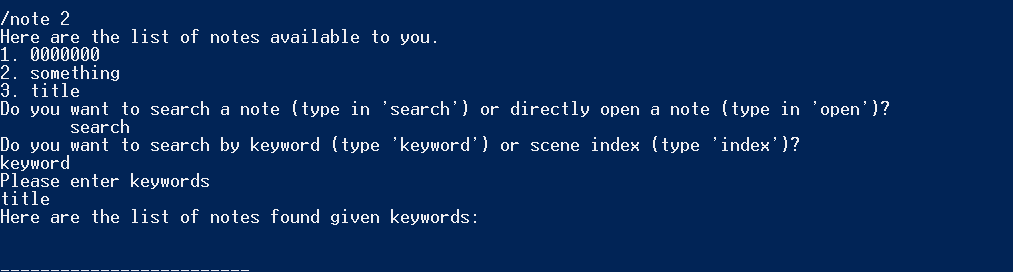 /note 2
Here are the list of notes available to you.
1. 0000000
2. something
3. title
Do you want to search a note (type in 'search') or directly open a note (type in 'open')?
search
Do you want to search by keyword (type 'keyword') or scene index (type 'index')?
keyword
Please enter keywords
title
Here are the list of notes found given keywords:
_________________________